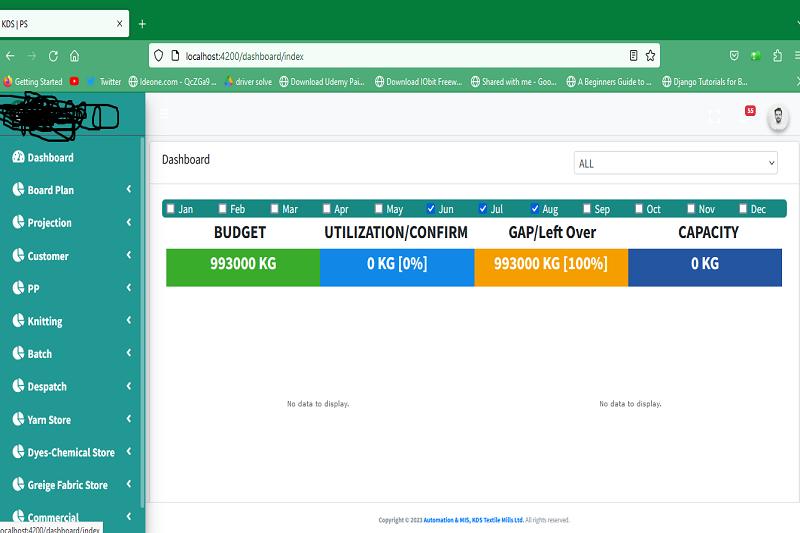 KDS | PS
localhost:4200/dashboard/index
Getting Started Twitter Ideone.com - QcZGa9 ... driver solve Download Udemy Pai... Download IObit Freew... Shared with me - Goo... A Beginners Guide to ... Django Tutorials for B...
55
Dashboard
Board Plan
Projection
Customer
PP
Knitting
Batch
Despatch
Yarn Store
Dyes-Chemical Store
Greige Fabric Store
Commercial
localhost:4200/dashboard/index
Dashboard
ALL
Jan Feb Mar Apr May Jun Jul Aug Sep Oct Nov Dec
BUDGET UTILIZATION/CONFIRM GAP/Left Over CAPACITY
993000 KG 0 KG [0%] 993000 KG [100%] 0 KG
No data to display. No data to display.
Copyright © 2023 Automation & MIS, KDS Textile Mills Ltd. All rights reserved.